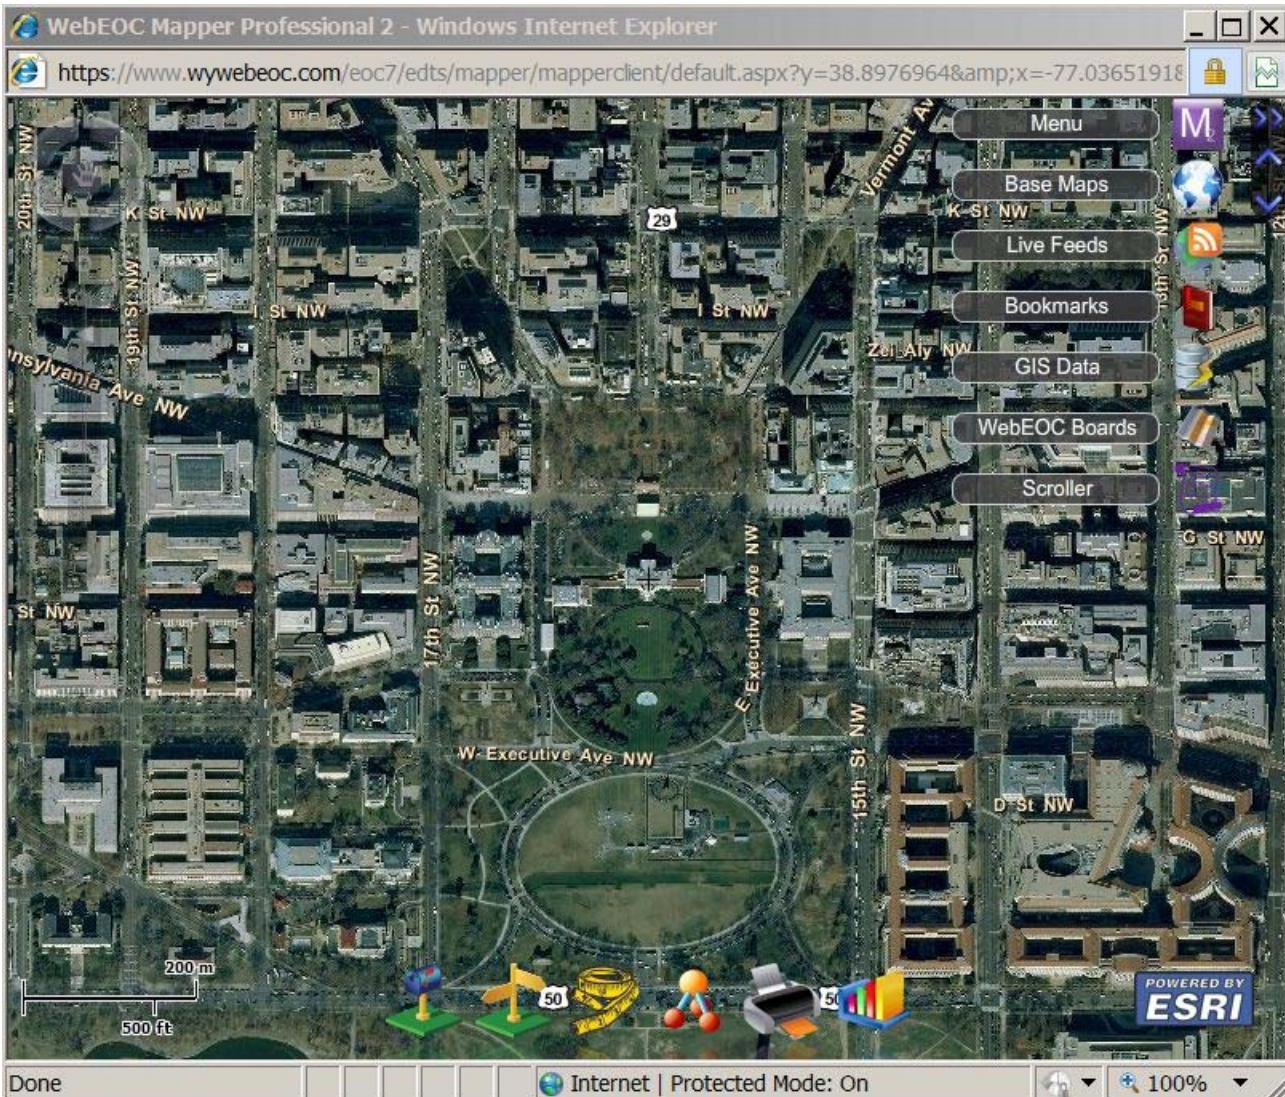 WebEOC Mapper Professional 2 - Windows Internet Explorer
https://www.wywebeoc.com/eoc7/edts/mapper/mapperclient/default.aspx?y=38.8976964&amp;x=-77.03651918
Menu
M2
20th St NW
Vermont Av
Base Maps
K St NW
29
K St NW
Live Feeds
19th St NW
13th St NW
Bookmarks
I St NW
I St NW
Zei Aly NW
nsylvania Ave NW
GIS Data
WebEOC Boards
Scroller
G St NW
17th St NW
E Executive Ave NW
St NW
W Executive Ave NW
15th St NW
D St NW
200 m
500 ft
50
50
POWERED BY
ESRI
Done
Internet | Protected Mode: On
100%